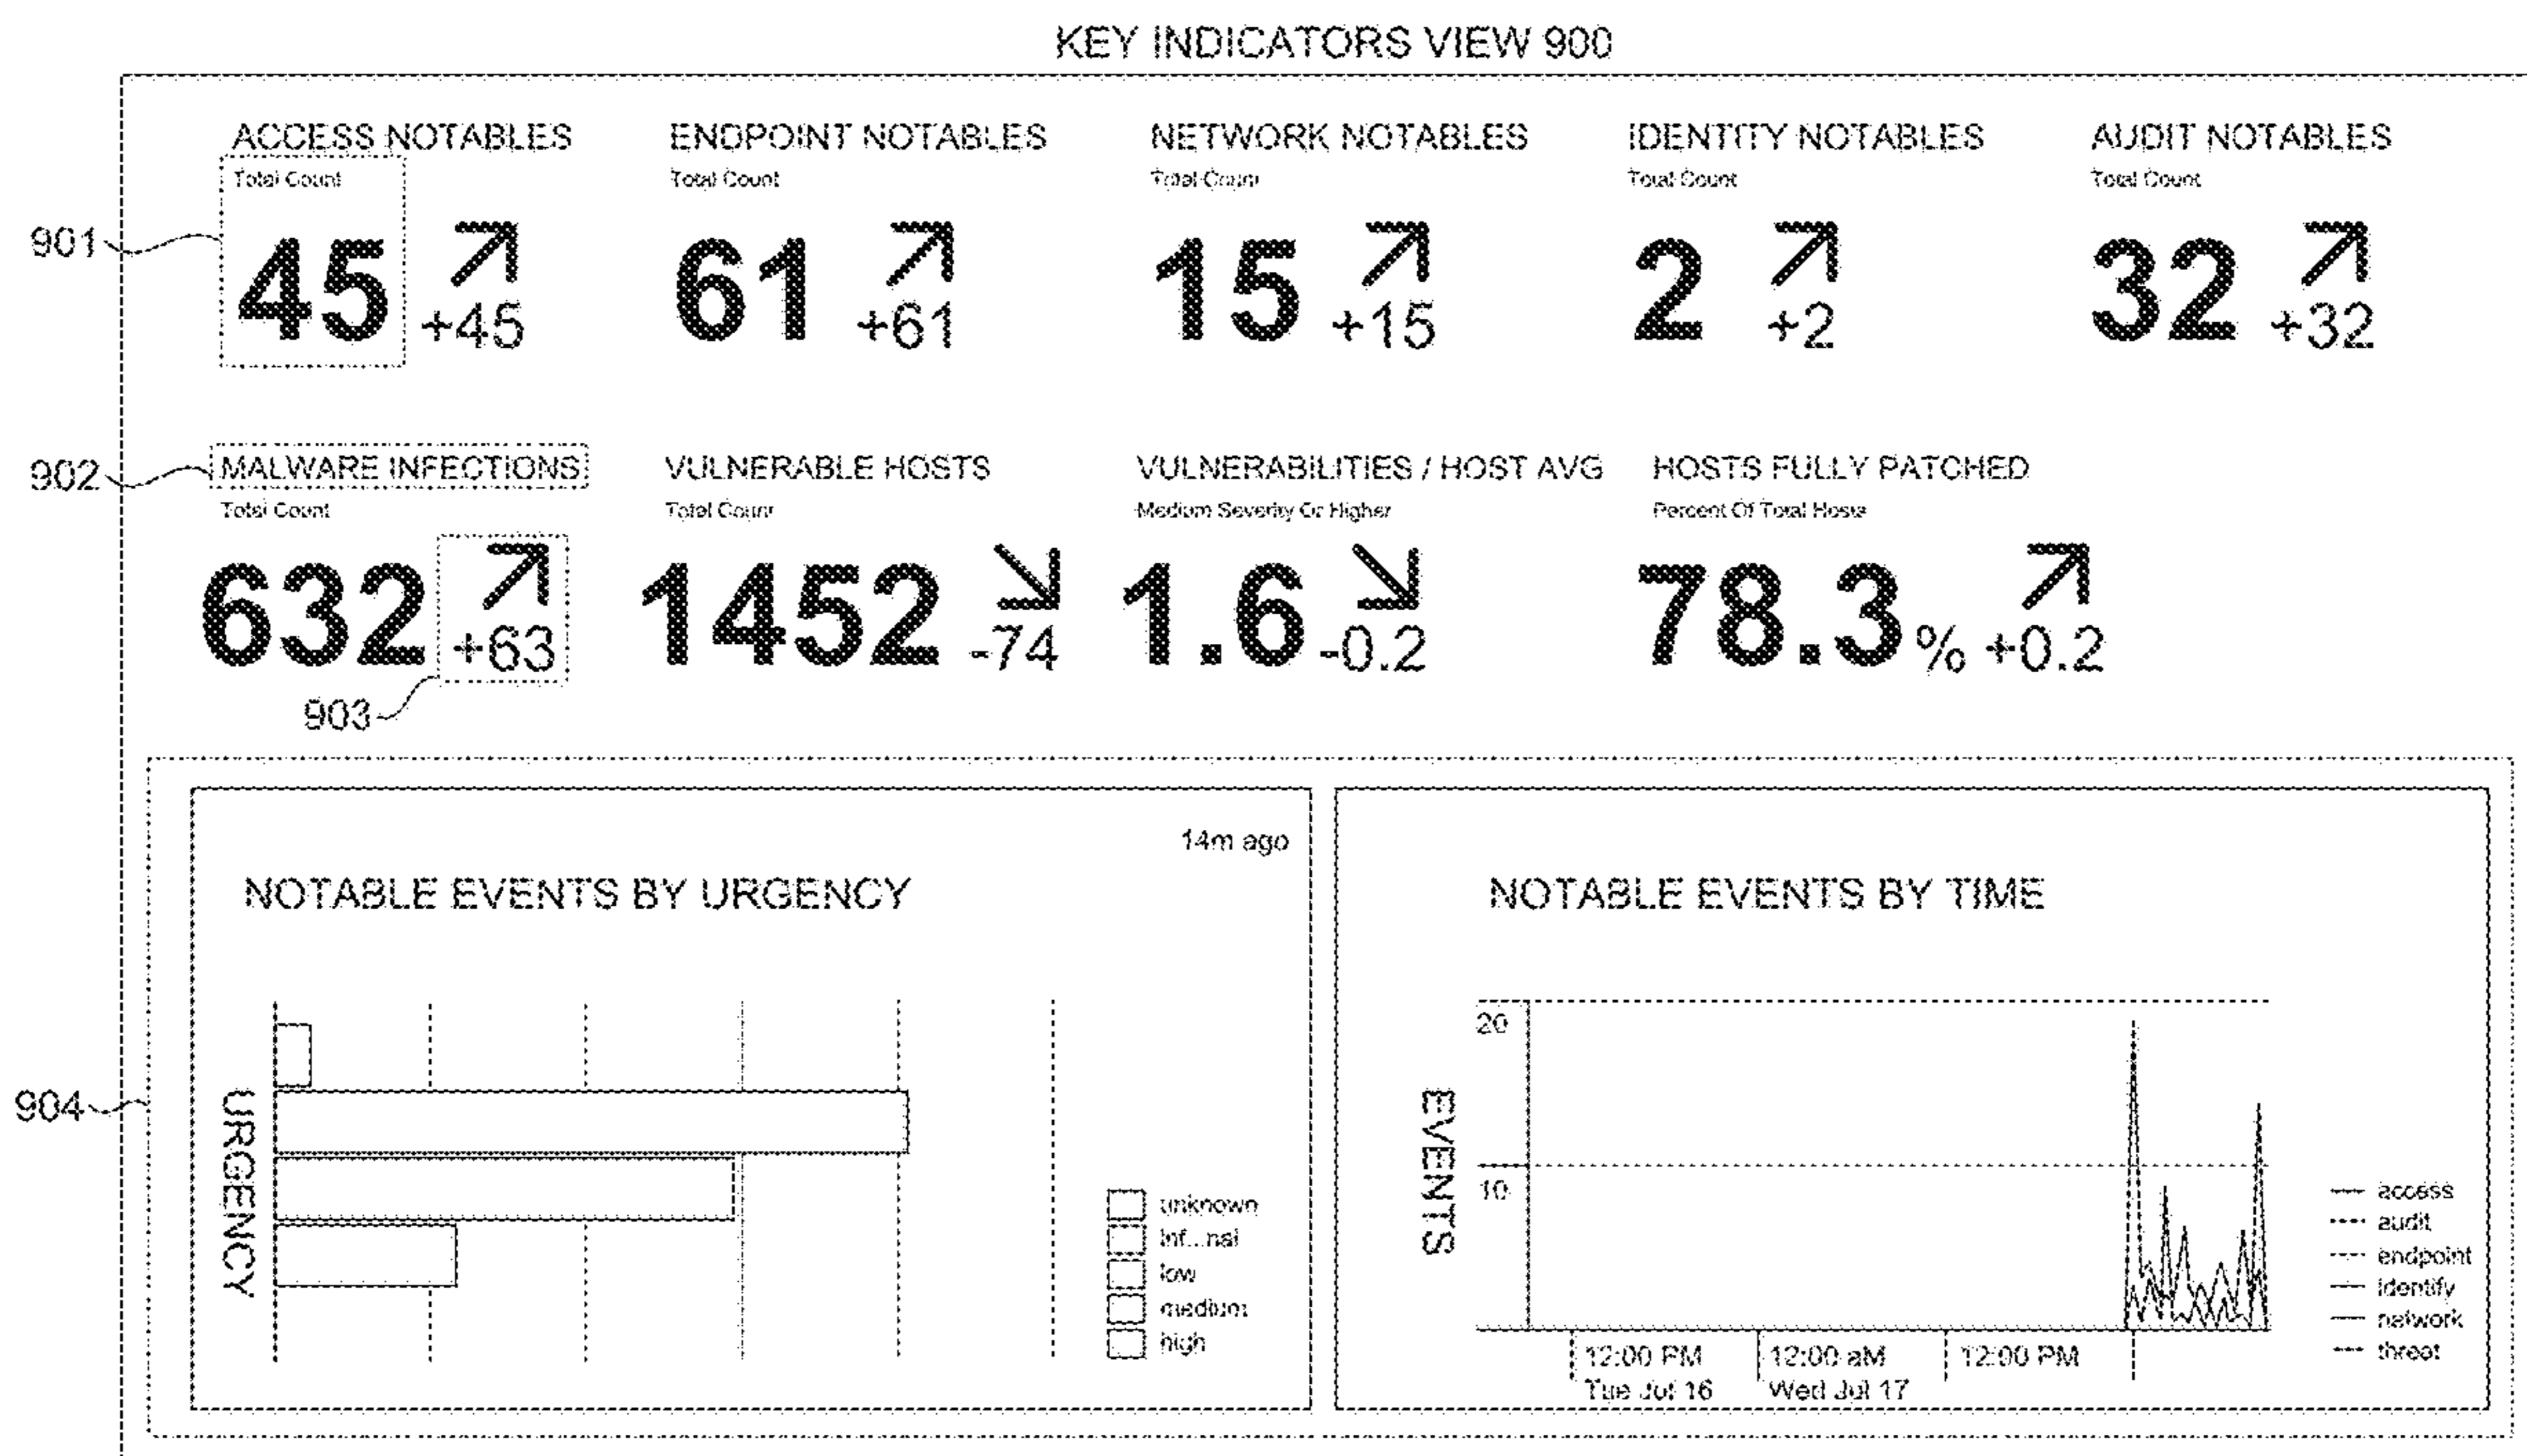 KEY INDICATORS VIEW 900
ACCESS NOTABLES
Total Count
45
+45
ENDPOINT NOTABLES
Total Count
61
+61
NETWORK NOTABLES
Total Count
15
+15
IDENTITY NOTABLES
Total Count
2
+2
AUDIT NOTABLES
Total Count
32
+32
901
902
MALWARE INFECTIONS
Total Count
632
+63
903
VULNERABLE HOSTS
Total Count
1452
-74
VULNERABILITIES / HOST AVG
Medium Severity Or Higher
1.6
-0.2
HOSTS FULLY PATCHED
Percent Of Total Hosts
78.3 %
+0.2
904
14m ago
NOTABLE EVENTS BY URGENCY
URGENCY
unknown
inf...nal
low
medium
high
NOTABLE EVENTS BY TIME
EVENTS
20
10
12:00 PM
Tue Jul 16
12:00 aM
Wed Jul 17
12:00 PM
access
audit
endpoint
identify
network
threat